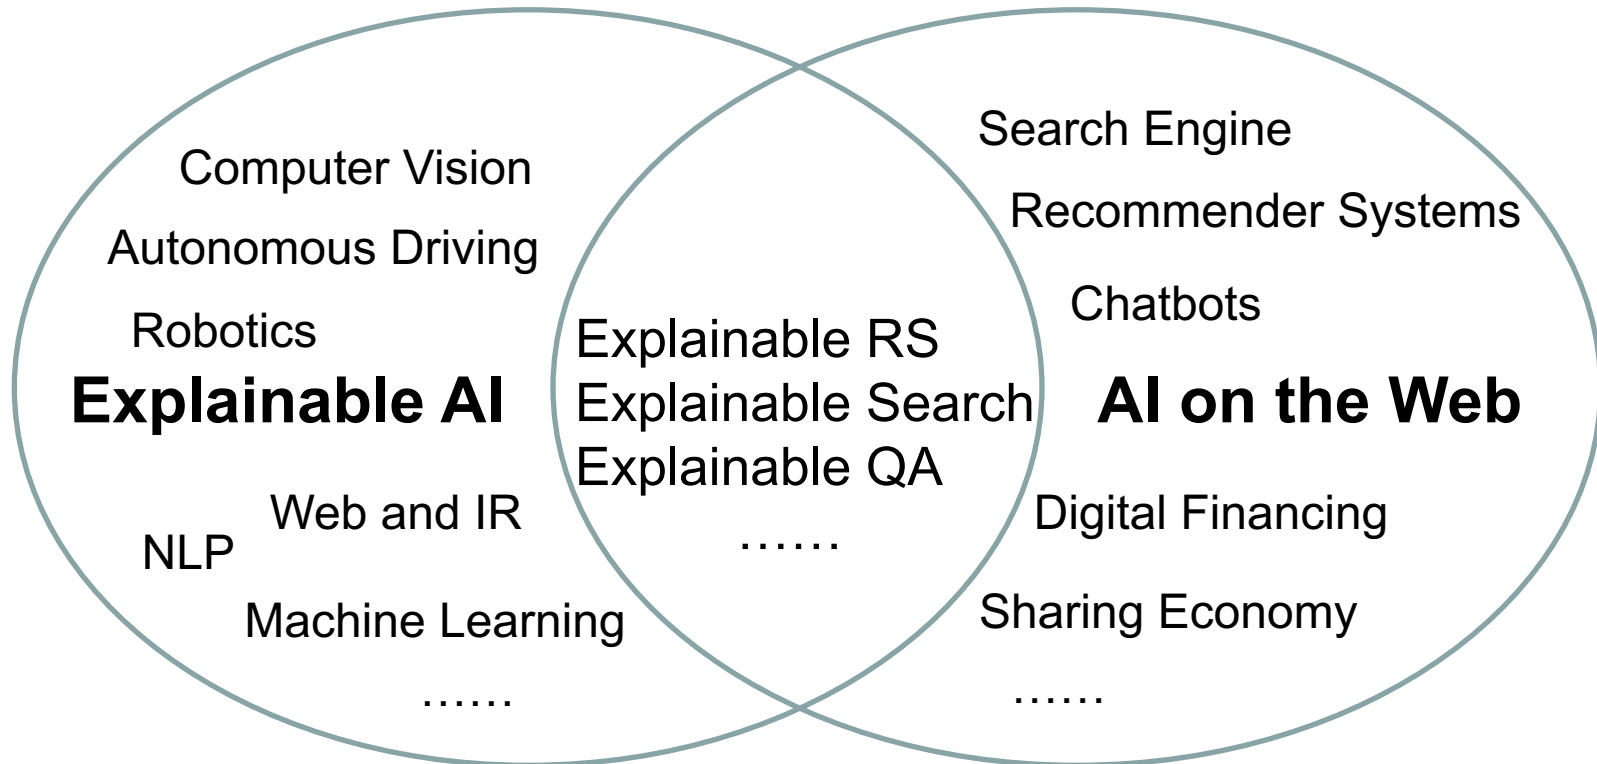 Computer Vision
Autonomous Driving
Robotics
Explainable AI
Web and IR
NLP
Machine Learning
……
Explainable RS
Explainable Search
Explainable QA
……
Search Engine
Recommender Systems
Chatbots
AI on the Web
Digital Financing
Sharing Economy
……